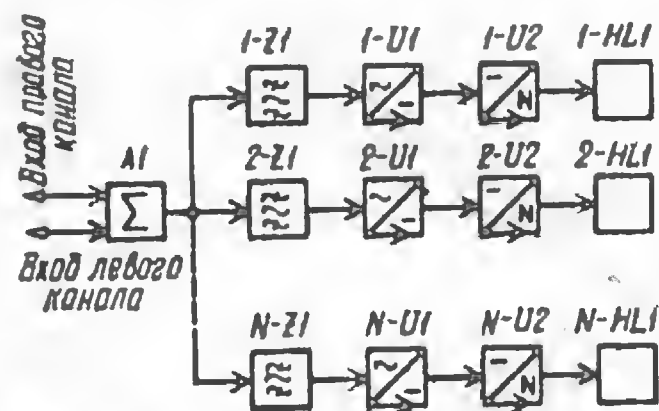 1-Z1 1-U1 1-U2 1-HL1
Вход правого
канала
A1
Σ
2-Z1 2-U1 2-U2 2-HL1
Вход левого
канала
N-Z1 N-U1 N-U2 N-HL1
N
N
N